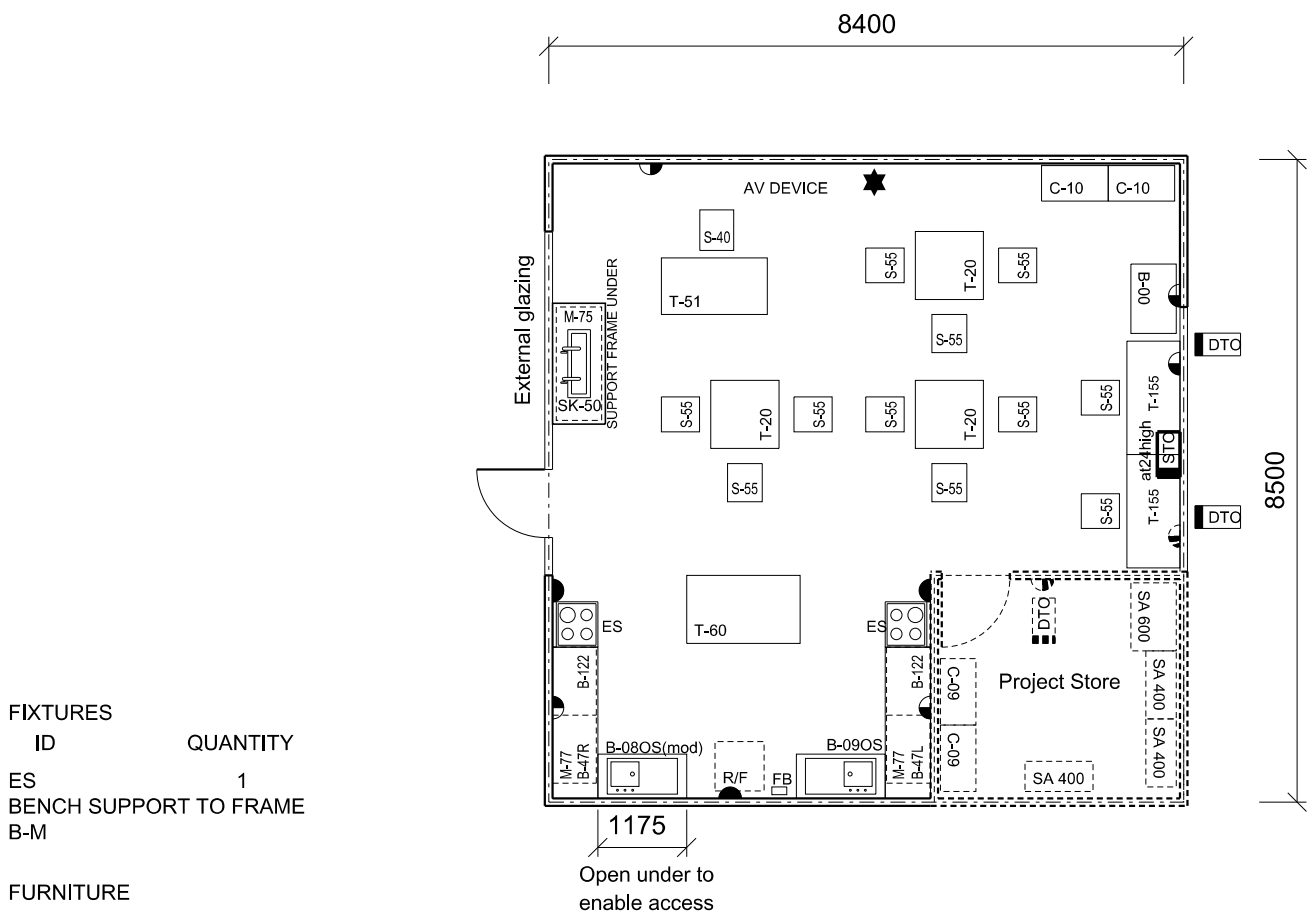 8400
AV DEVICE
C-10
C-10
S-40
T-51
S-55
T-20
S-55
S-55
B-00
8500
External glazing
M-75
SK-50
SUPPORT FRAME UNDER
DTO
S-55
T-20
S-55
S-55
S-55
T-20
S-55
S-55
S-55
S-55
T-155
at24high
STO
T-155
DTO
ES
T-60
ES
B-122
B-122
M-77
B-47R
B-08OS(mod)
R/F
FB
B-09OS
M-77
B-47L
DTO
SA 600
Project Store
C-09
C-09
SA 400
SA 400
SA 400
1175
Open under to
enable access
FIXTURES
ID QUANTITY
ES 1
BENCH SUPPORT TO FRAME
B-M
FURNITURE